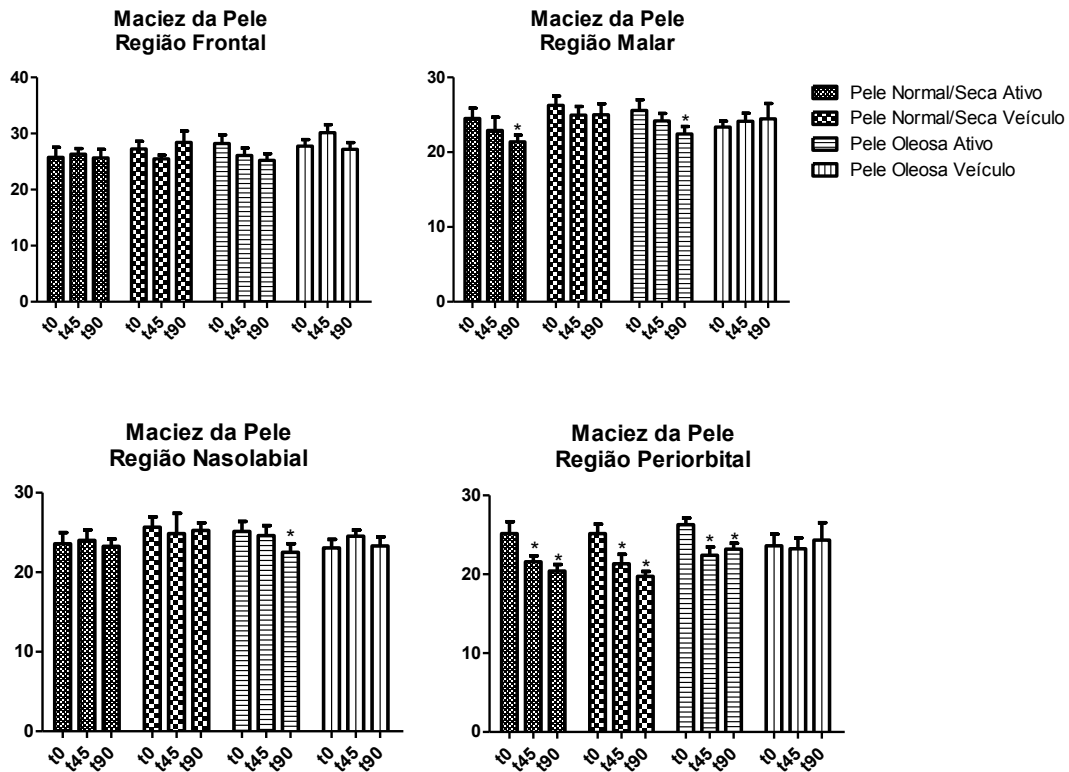 Maciez da Pele
Região Frontal
40
30
20
10
0
t0 t45 t90 t0 t45 t90 t0 t45 t90 t0 t45 t90
Maciez da Pele
Região Malar
30
20
10
0
* *
t0 t45 t90 t0 t45 t90 t0 t45 t90 t0 t45 t90
Pele Normal/Seca Ativo
Pele Normal/Seca Veículo
Pele Oleosa Ativo
Pele Oleosa Veículo
Maciez da Pele
Região Nasolabial
30
20
10
0
*
t0 t45 t90 t0 t45 t90 t0 t45 t90 t0 t45 t90
Maciez da Pele
Região Periorbital
30
20
10
0
* * * * * *
t0 t45 t90 t0 t45 t90 t0 t45 t90 t0 t45 t90